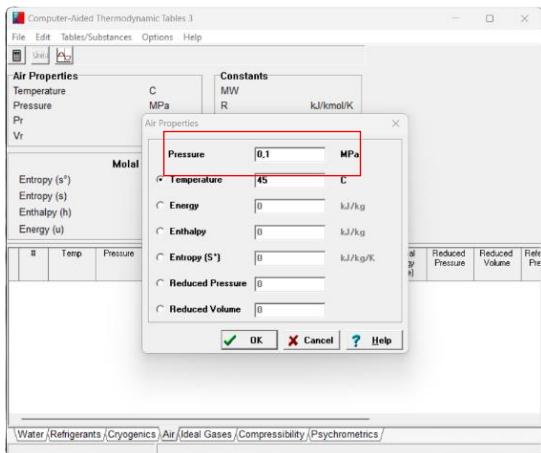 Computer-Aided Thermodynamic Tables 3
File Edit Tables/Substances Options Help
Air Properties
Constants
Temperature C MW
Pressure MPa R kJ/kmol/K
Pr
Vr
Molal
Entropy (s°)
Entropy (s)
Enthalpy (h)
Energy (u)
Air Properties
Pressure 0,1 MPa
Temperature 45 C
Energy 0 kJ/kg
Enthalpy 0 kJ/kg
Entropy (S°) 0 kJ/kg/K
Reduced Pressure 0
Reduced Volume 0
OK Cancel ? Help
# Temp Pressure Reduced Pressure Reduced Volume
Water Refrigerants Cryogenics Air Ideal Gases Compressibility Psychrometrics